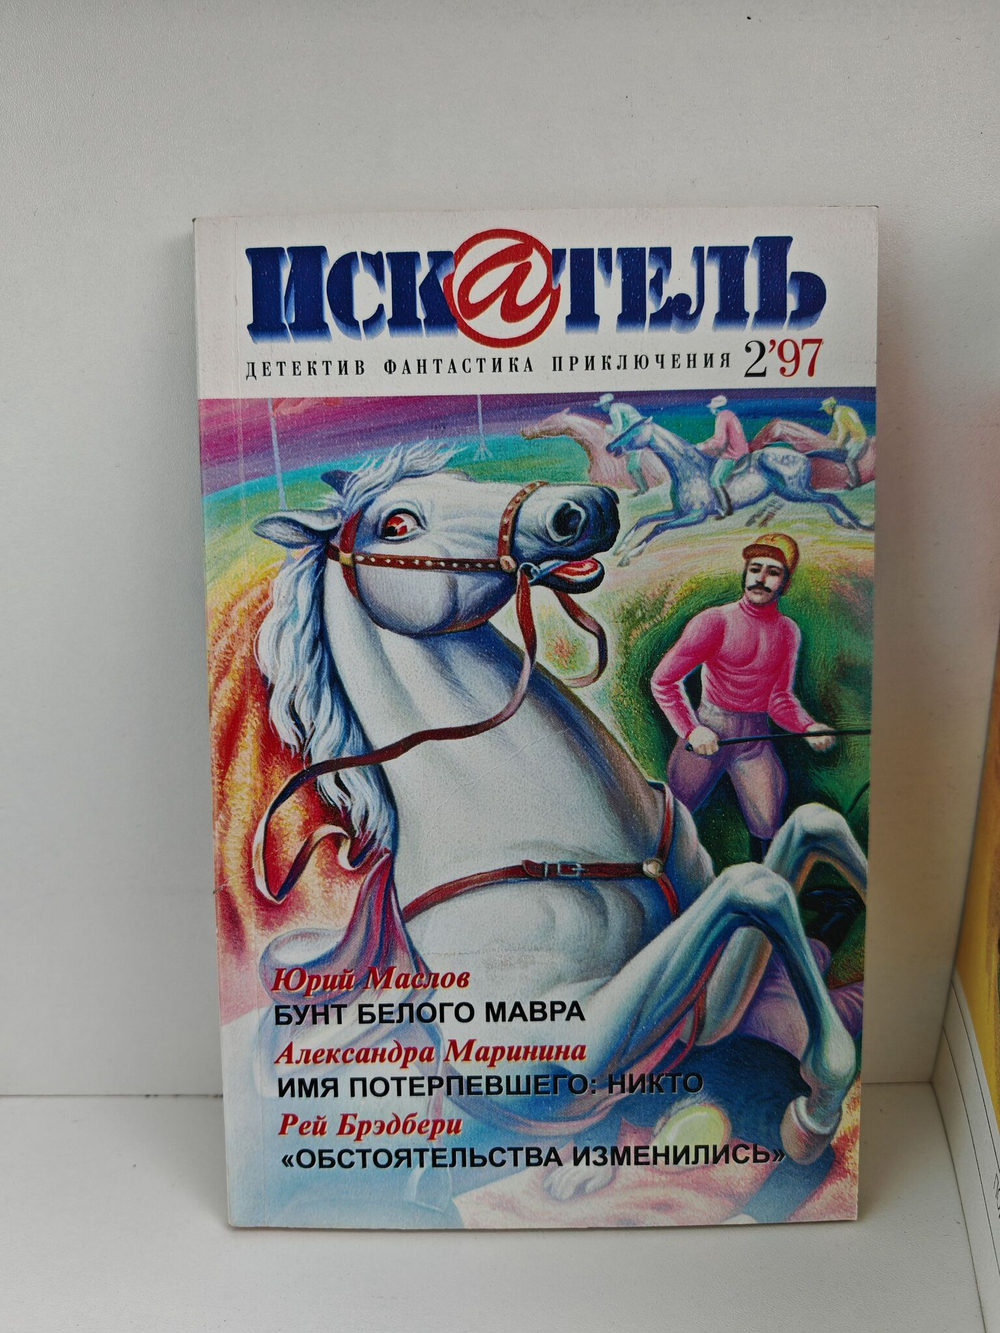 ИСК@ТЕЛЬ
ДЕТЕКТИВ ФАНТАСТИКА ПРИКЛЮЧЕНИЯ 2'97
Юрий Маслов
БУНТ БЕЛОГО МАВРА
Александра Маринина
ИМЯ ПОТЕРПЕВШЕГО: НИКТО
Рей Брэдбери
«ОБСТОЯТЕЛЬСТВА ИЗМЕНИЛИСЬ»